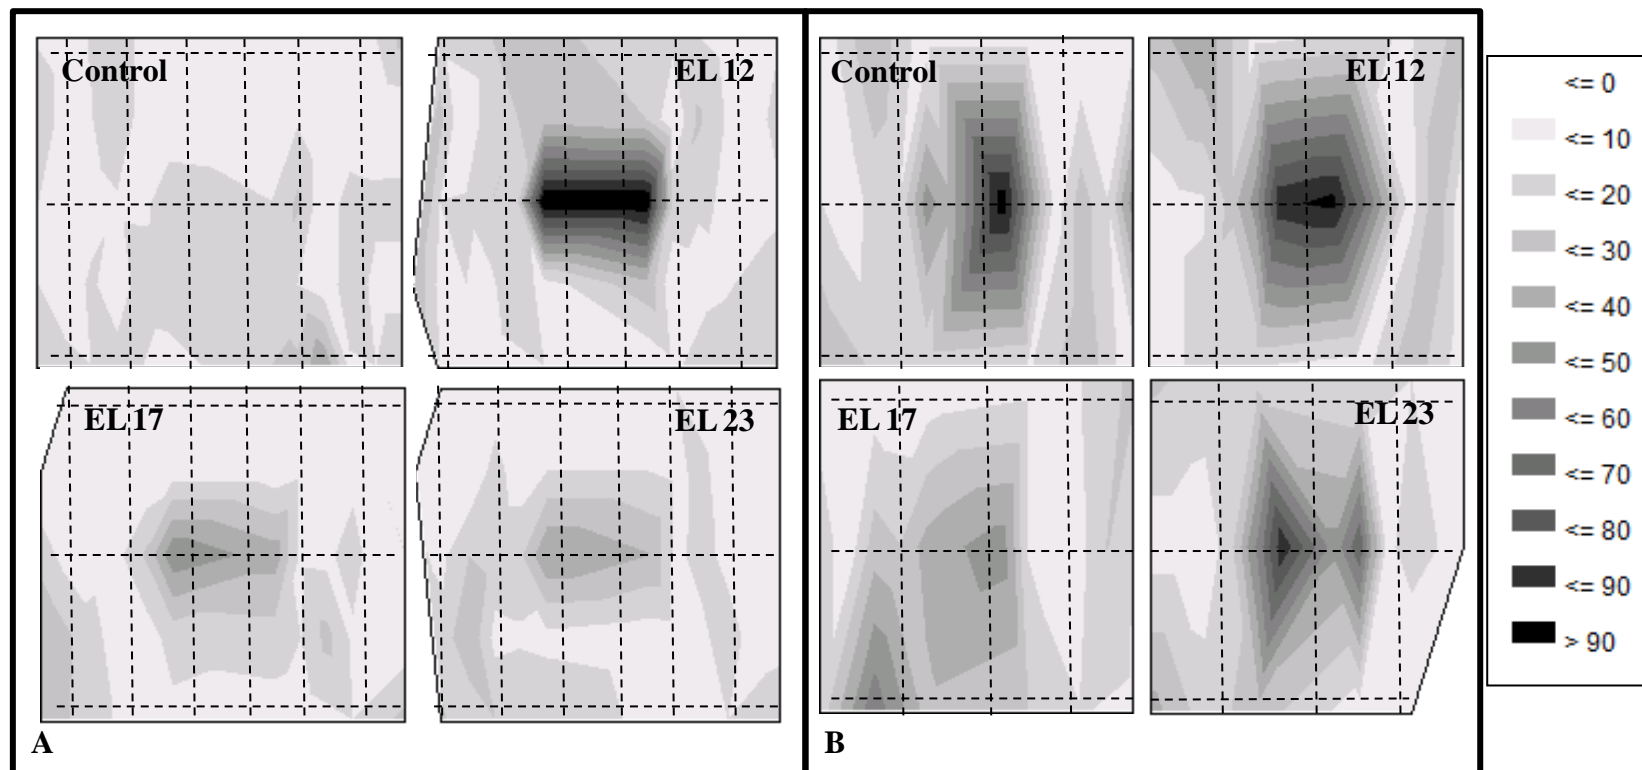 Control
EL 12
EL 17
EL 23
A
Control
EL 12
EL 17
EL 23
B
<= 0
<= 10
<= 20
<= 30
<= 40
<= 50
<= 60
<= 70
<= 80
<= 90
> 90